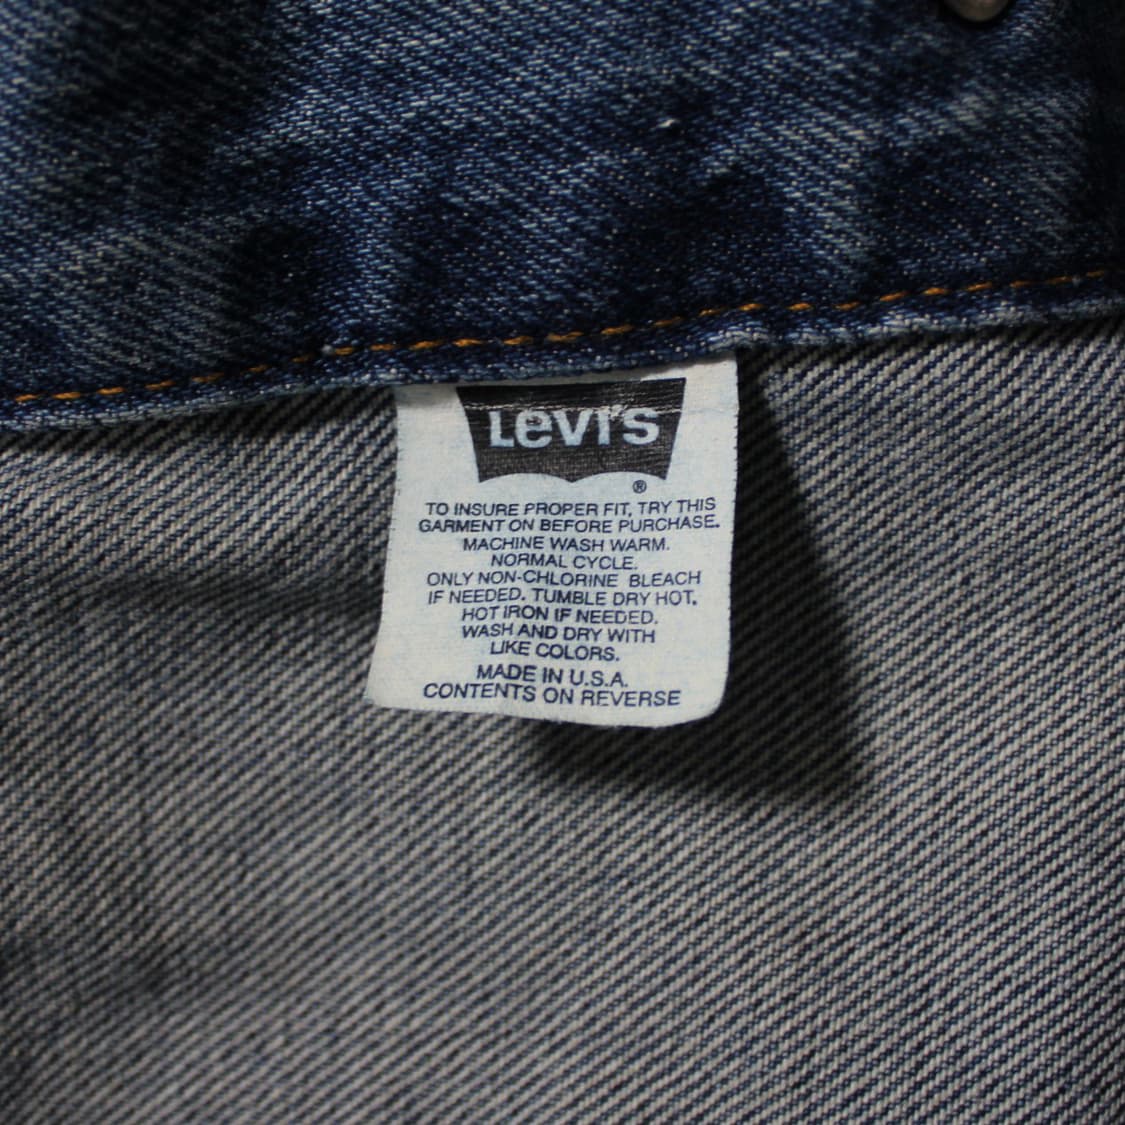 Levi's
®
TO INSURE PROPER FIT, TRY THIS
GARMENT ON BEFORE PURCHASE.
MACHINE WASH WARM.
NORMAL CYCLE.
ONLY NON-CHLORINE BLEACH
IF NEEDED. TUMBLE DRY HOT.
HOT IRON IF NEEDED.
WASH AND DRY WITH
LIKE COLORS.
MADE IN U.S.A.
CONTENTS ON REVERSE